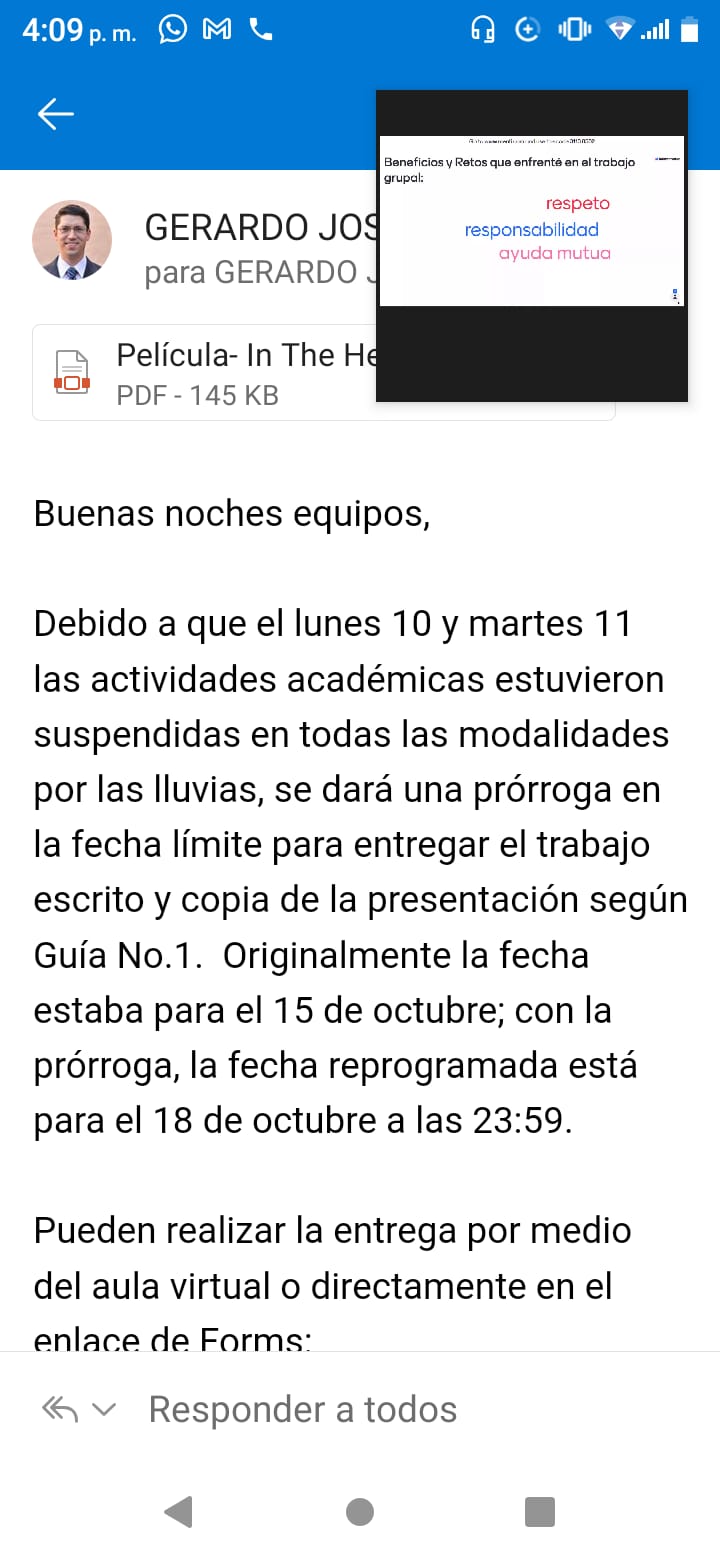 4:09 p. m.
Beneficios y Retos que enfrenté en el trabajo
grupal:
respeto
responsabilidad
ayuda mutua
GERARDO JOS
para GERARDO J
Película- In The He
PDF - 145 KB
Buenas noches equipos,
Debido a que el lunes 10 y martes 11
las actividades académicas estuvieron
suspendidas en todas las modalidades
por las lluvias, se dará una prórroga en
la fecha límite para entregar el trabajo
escrito y copia de la presentación según
Guía No.1.  Originalmente la fecha
estaba para el 15 de octubre; con la
prórroga, la fecha reprogramada está
para el 18 de octubre a las 23:59.
Pueden realizar la entrega por medio
del aula virtual o directamente en el
enlace de Forms:
Responder a todos